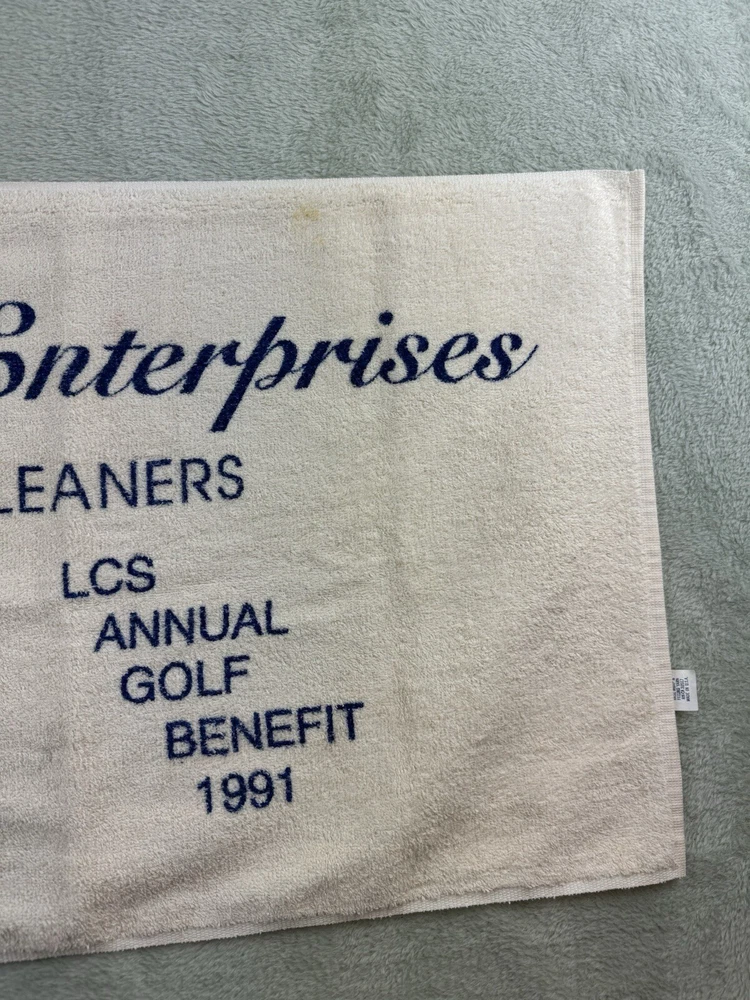 Enterprises
LEANERS
LCS
ANNUAL
GOLF
BENEFIT
1991